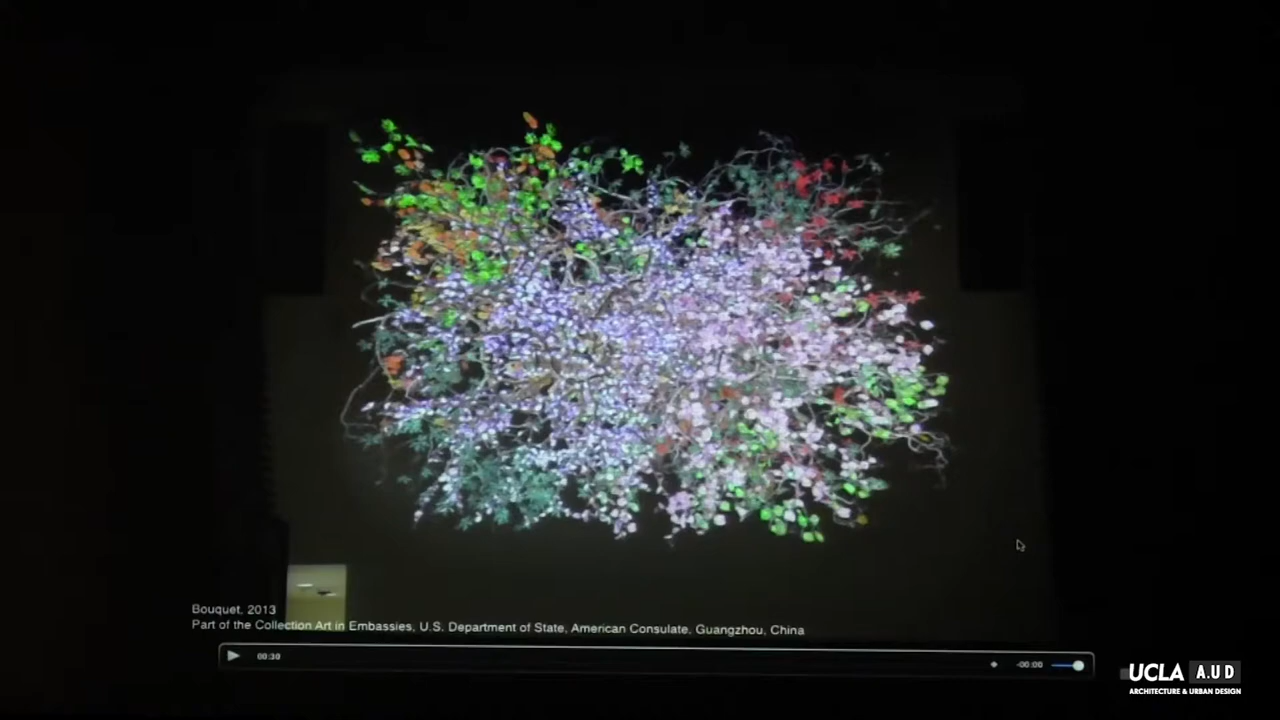 Bouquet, 2013
Part of the Collection Art in Embassies, U.S. Department of State, American Consulate, Guangzhou, China
00:30
-00:00
UCLA A.U D
ARCHITECTURE & URBAN DESIGN